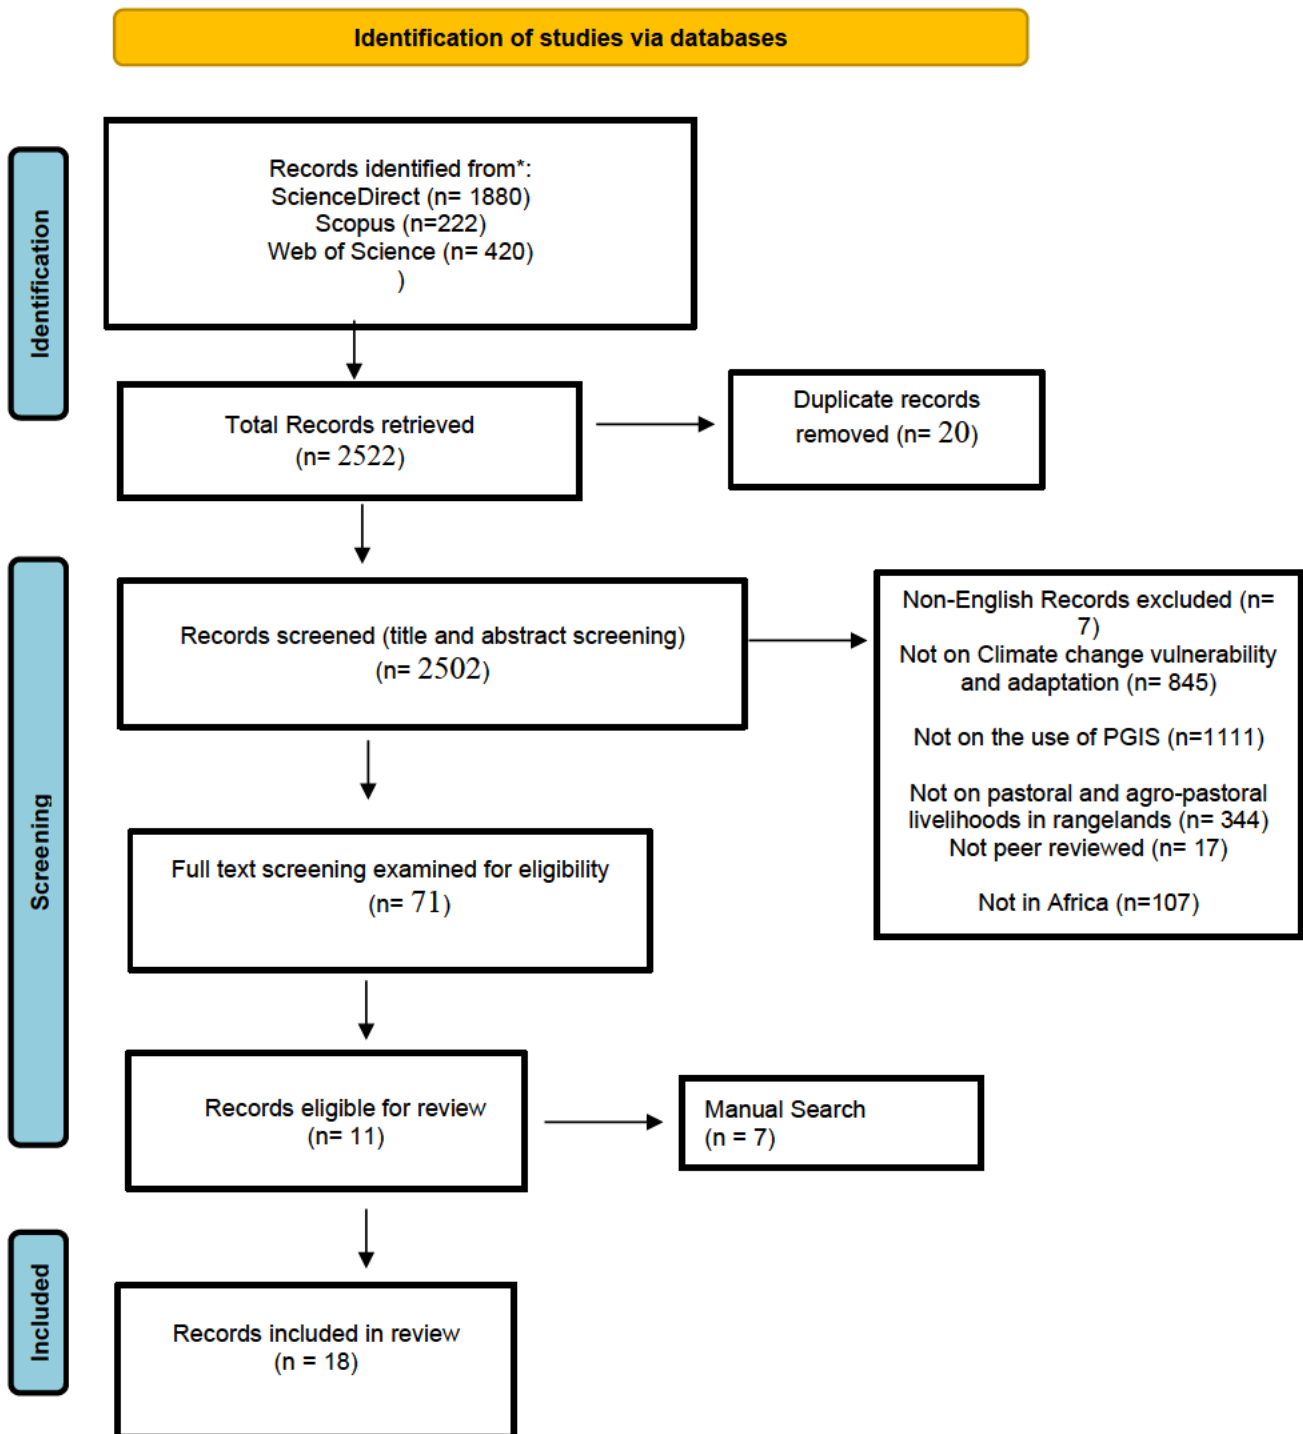 Identification of studies via databases
Identification
Records identified from*:
ScienceDirect (n= 1880)
Scopus (n=222)
Web of Science (n= 420)
)
Total Records retrieved
(n= 2522)
Duplicate records
removed (n= 20)
Screening
Records screened (title and abstract screening)
(n= 2502)
Non-English Records excluded (n=
7)
Not on Climate change vulnerability
and adaptation (n= 845)
Not on the use of PGIS (n=1111)
Not on pastoral and agro-pastoral
livelihoods in rangelands (n= 344)
Not peer reviewed (n= 17)
Not in Africa (n=107)
Full text screening examined for eligibility
(n= 71)
Records eligible for review
(n= 11)
Manual Search
(n = 7)
Included
Records included in review
(n = 18)